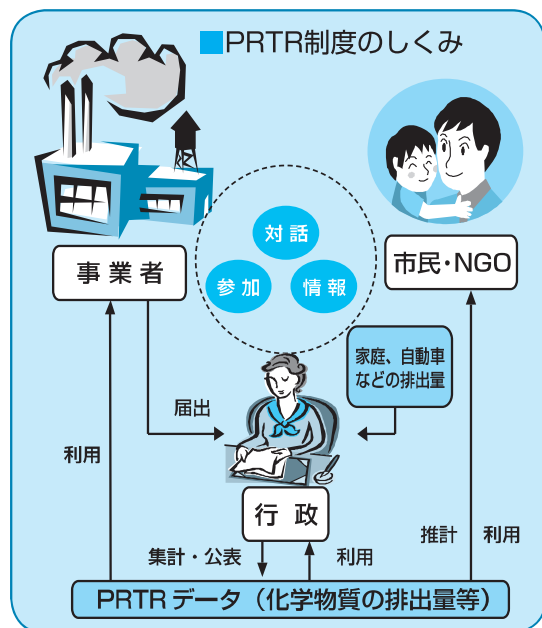 ■PRTR制度のしくみ
対話
参加
情報
事業者
市民・NGO
家庭、自動車
などの排出量
届出
利用
行政
集計・公表
利用
推計
利用
PRTRデータ（化学物質の排出量等）